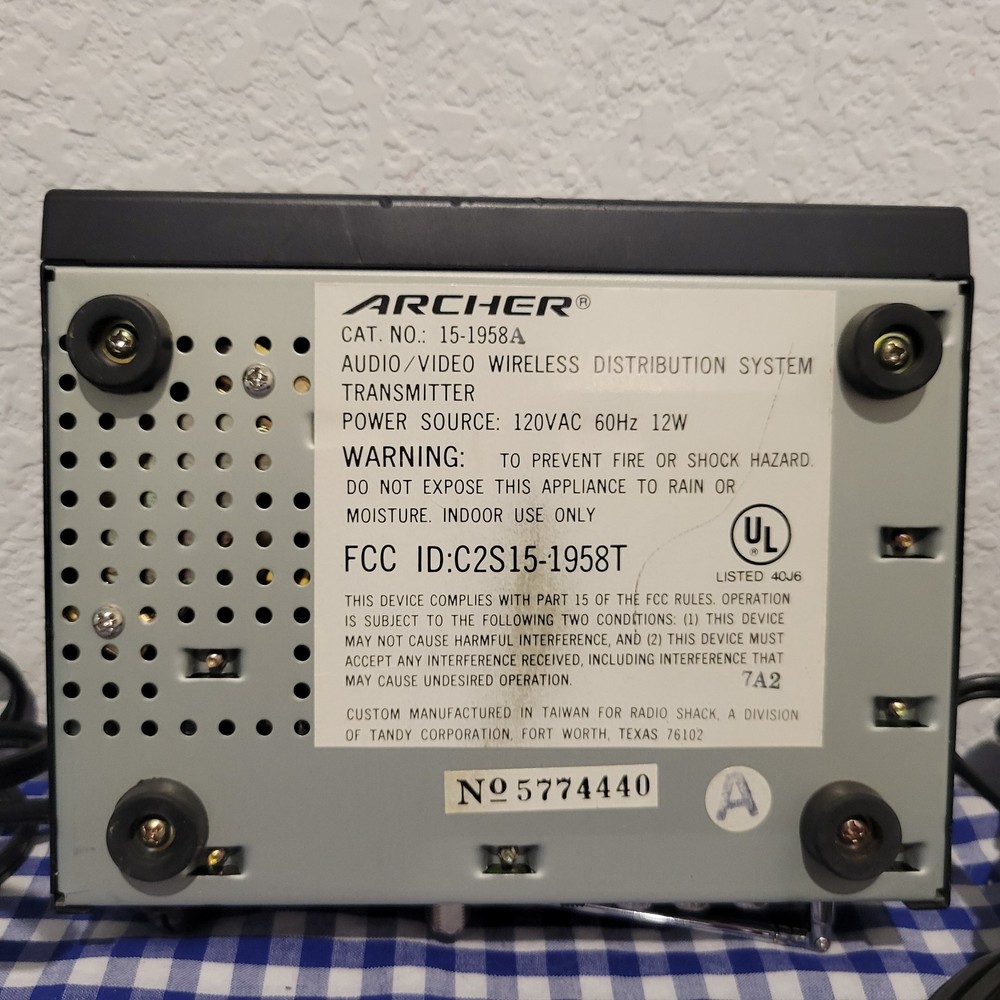 ARCHER®
CAT. NO.: 15-1958A
AUDIO/VIDEO WIRELESS DISTRIBUTION SYSTEM
TRANSMITTER
POWER SOURCE: 120VAC 60Hz 12W
WARNING: TO PREVENT FIRE OR SHOCK HAZARD.
DO NOT EXPOSE THIS APPLIANCE TO RAIN OR
MOISTURE. INDOOR USE ONLY
UL ®
FCC ID:C2S15-1958T
LISTED 40J6
THIS DEVICE COMPLIES WITH PART 15 OF THE FCC RULES. OPERATION
IS SUBJECT TO THE FOLLOWING TWO CONDITIONS: (1) THIS DEVICE
MAY NOT CAUSE HARMFUL INTERFERENCE, AND (2) THIS DEVICE MUST
ACCEPT ANY INTERFERENCE RECEIVED, INCLUDING INTERFERENCE THAT
MAY CAUSE UNDESIRED OPERATION.
7A2
CUSTOM MANUFACTURED IN TAIWAN FOR RADIO SHACK, A DIVISION
OF TANDY CORPORATION, FORT WORTH, TEXAS 76102
Nº 5774440
A